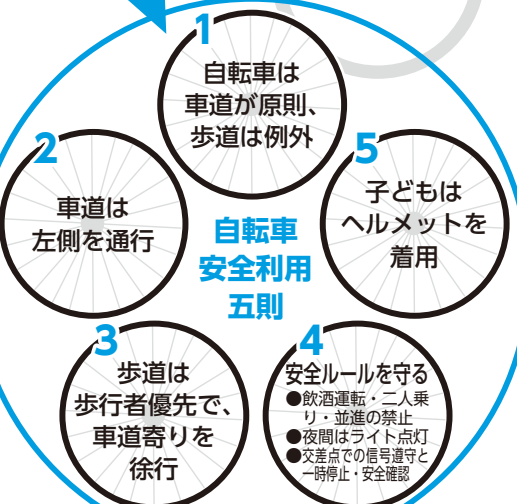 1
自転車は
車道が原則、
歩道は例外
2
車道は
左側を通行
3
歩道は
歩行者優先で、
車道寄りを
徐行
4
安全ルールを守る
●飲酒運転・二人乗
り・並進の禁止
●夜間はライト点灯
●交差点での信号遵守と
一時停止・安全確認
5
子どもは
ヘルメットを
着用
自転車
安全利用
五則